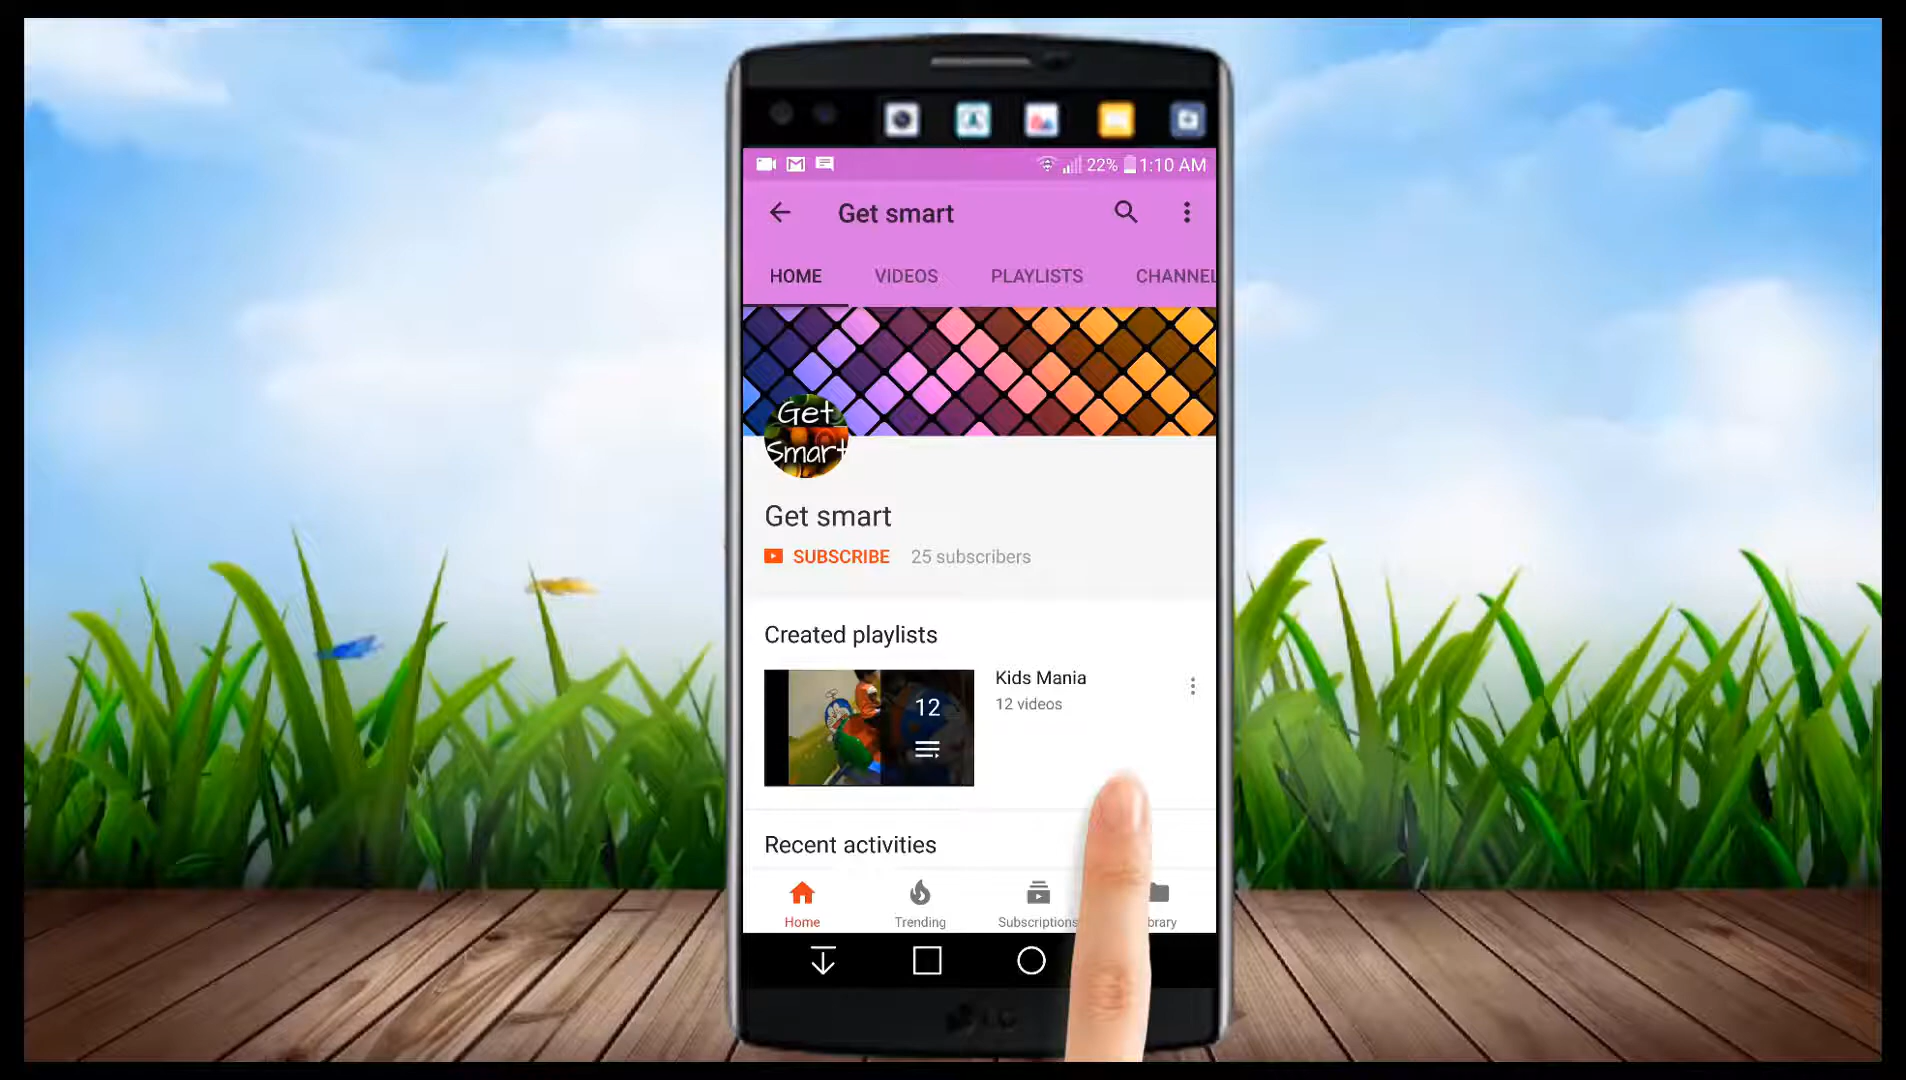 22% 1:10 AM
Get smart
HOME VIDEOS PLAYLISTS CHANNEL
Get
Smart
Get smart
SUBSCRIBE 25 subscribers
Created playlists
12
Kids Mania
12 videos
Recent activities
Home Trending Subscriptions brary